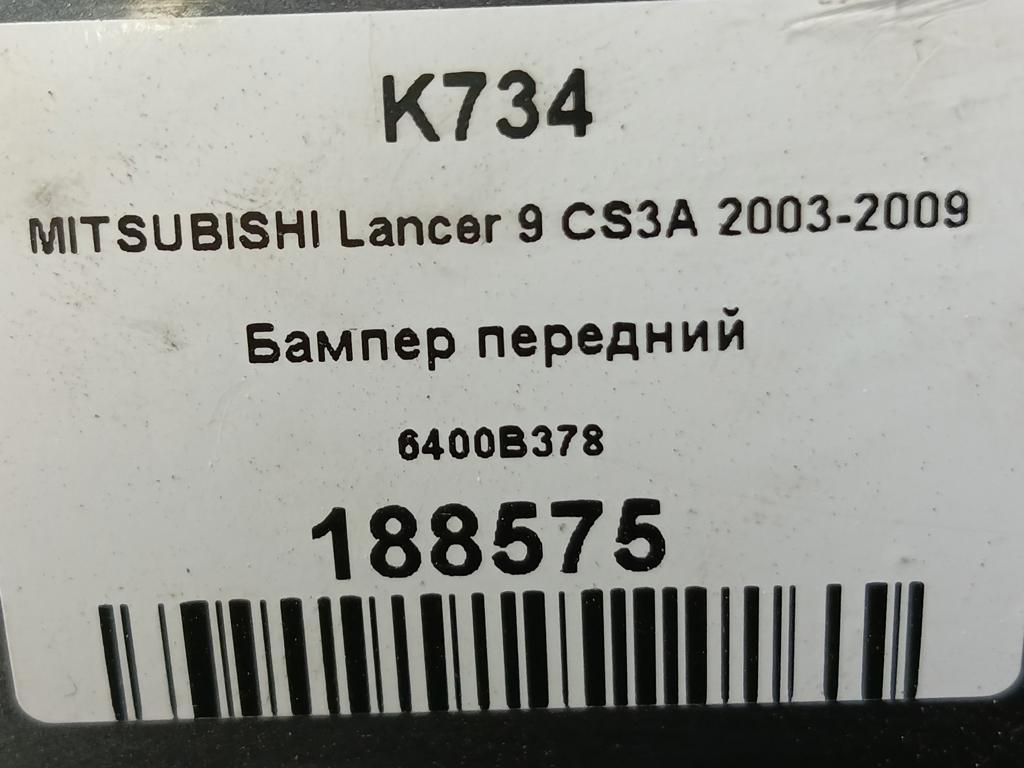 K734
MITSUBISHI Lancer 9 CS3A 2003-2009
Бампер передний
6400B378
188575